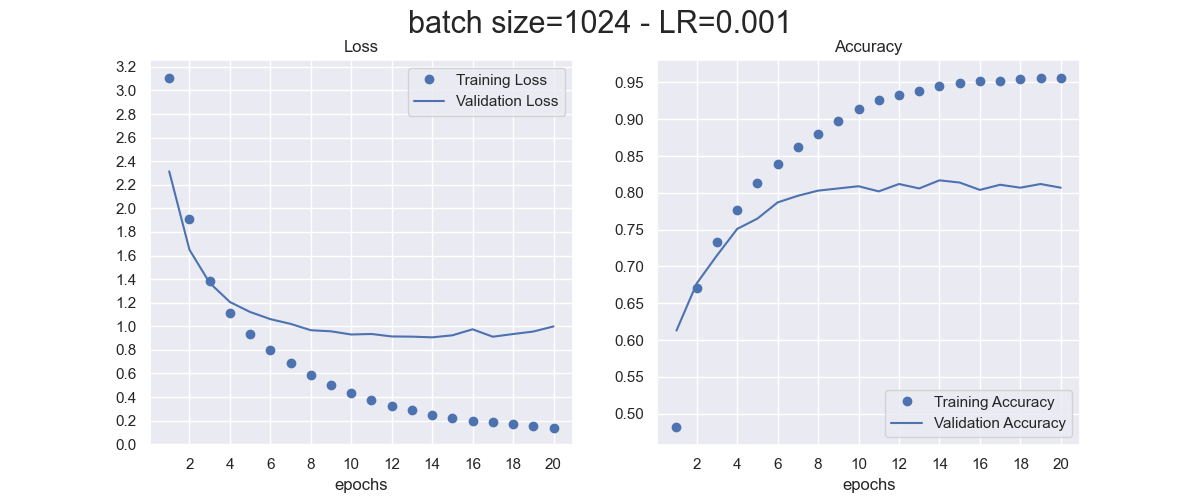 batch size=1024 - LR=0.001
Loss
3.2
3.0
2.8
2.6
2.4
2.2
2.0
1.8
1.6
1.4
1.2
1.0
0.8
0.6
0.4
0.2
0.0
Training Loss
Validation Loss
2 4 6 8 10 12 14 16 18 20
epochs
Accuracy
0.95
0.90
0.85
0.80
0.75
0.70
0.65
0.60
0.55
0.50
Training Accuracy
Validation Accuracy
2 4 6 8 10 12 14 16 18 20
epochs